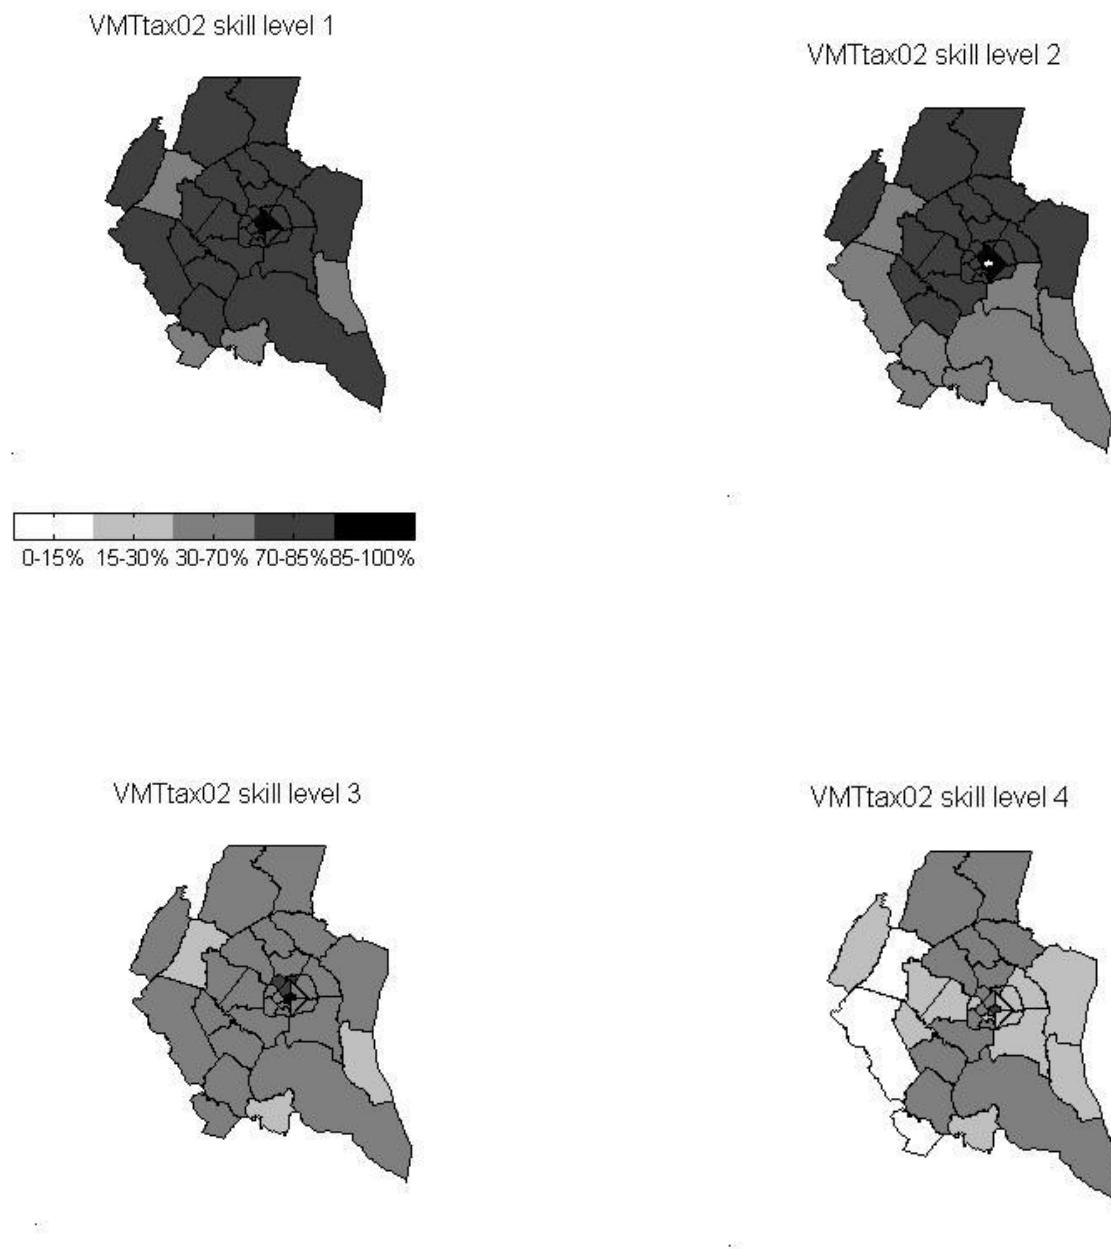 VMTtax02 skill level 1
VMTtax02 skill level 2
0-15% 15-30% 30-70% 70-85%85-100%
VMTtax02 skill level 3
VMTtax02 skill level 4